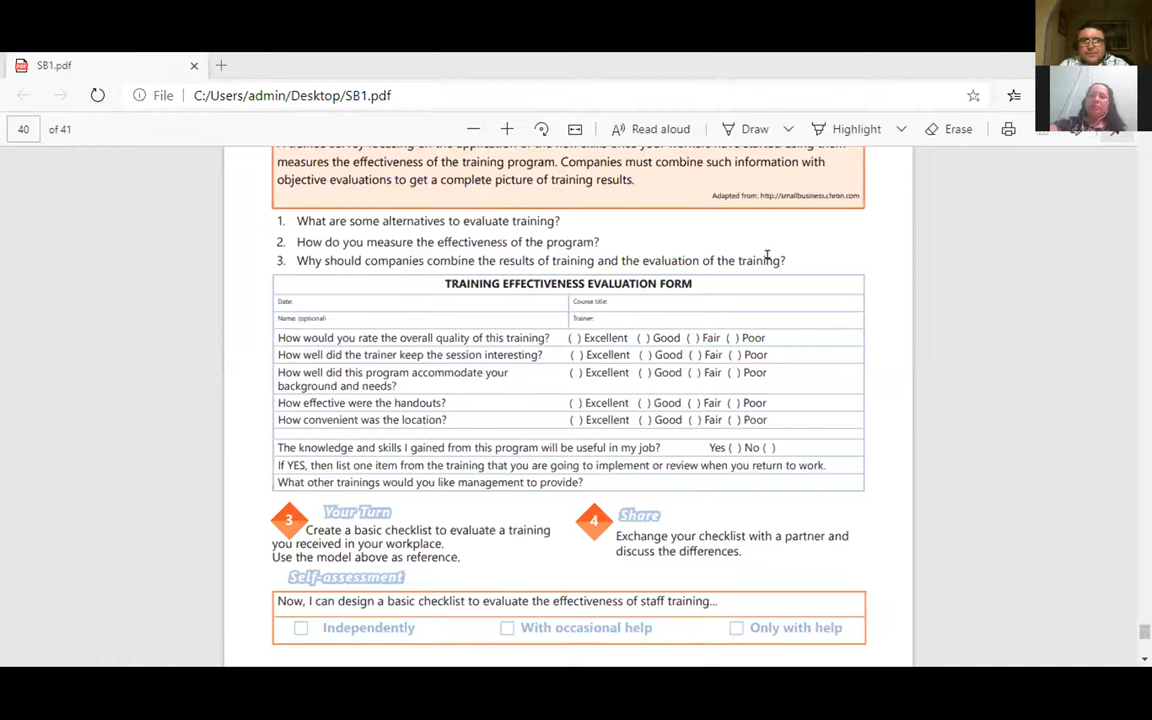 SB1.pdf
File C:/Users/admin/Desktop/SB1.pdf
40 of 41 Read aloud Draw Highlight Erase
measures the effectiveness of the training program. Companies must combine such information with
objective evaluations to get a complete picture of training results.
Adapted from: http://smallbusiness.chron.com
1. What are some alternatives to evaluate training?
2. How do you measure the effectiveness of the program?
3. Why should companies combine the results of training and the evaluation of the training?
TRAINING EFFECTIVENESS EVALUATION FORM
Date: Course title:
Name: (optional) Trainer:
How would you rate the overall quality of this training? ( ) Excellent ( ) Good ( ) Fair ( ) Poor
How well did the trainer keep the session interesting? ( ) Excellent ( ) Good ( ) Fair ( ) Poor
How well did this program accommodate your ( ) Excellent ( ) Good ( ) Fair ( ) Poor
background and needs?
How effective were the handouts? ( ) Excellent ( ) Good ( ) Fair ( ) Poor
How convenient was the location? ( ) Excellent ( ) Good ( ) Fair ( ) Poor
The knowledge and skills I gained from this program will be useful in my job? Yes ( ) No ( )
If YES, then list one item from the training that you are going to implement or review when you return to work.
What other trainings would you like management to provide?
3 Your Turn
Create a basic checklist to evaluate a training
you received in your workplace.
Use the model above as reference.
4 Share
Exchange your checklist with a partner and
discuss the differences.
Self-assessment
Now, I can design a basic checklist to evaluate the effectiveness of staff training...
Independently With occasional help Only with help